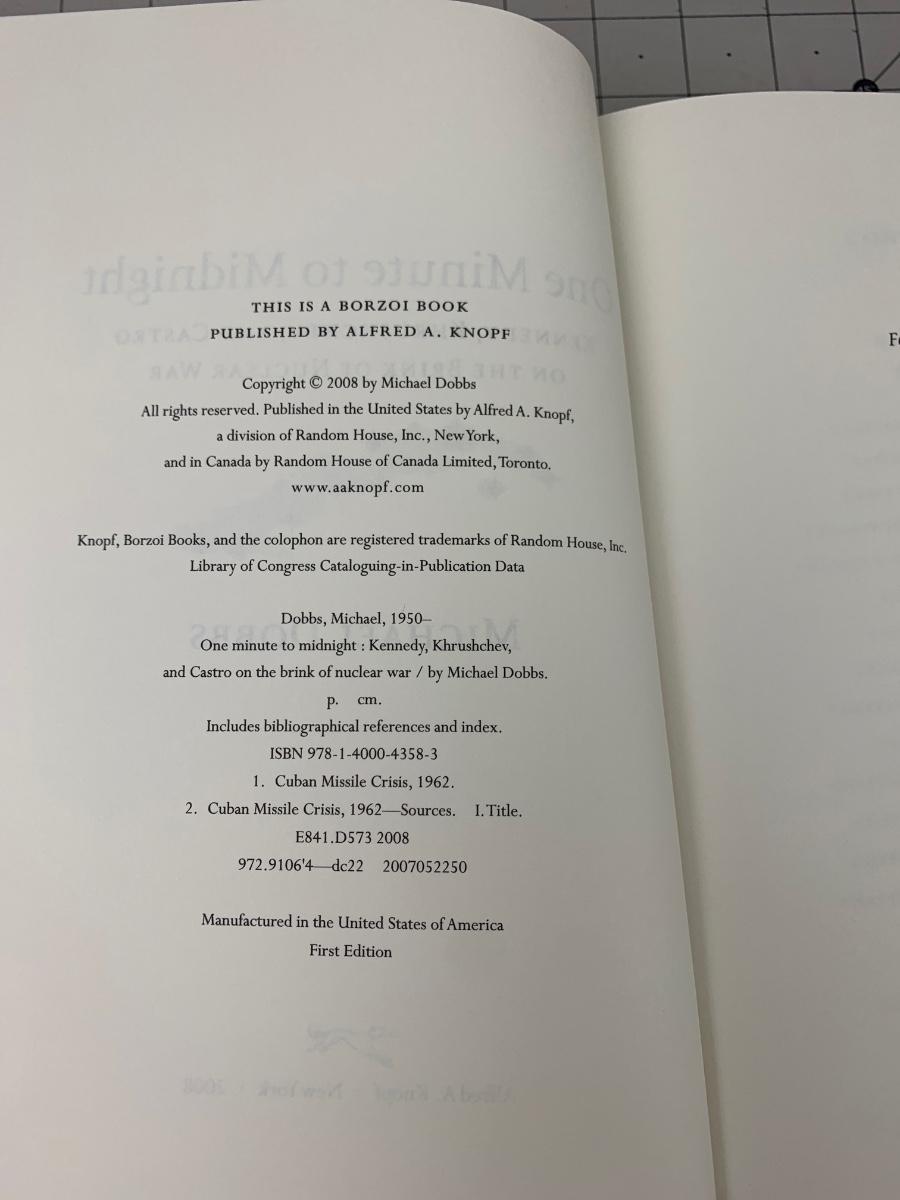 THIS IS A BORZOI BOOK
PUBLISHED BY ALFRED A. KNOPF
Copyright © 2008 by Michael Dobbs
All rights reserved. Published in the United States by Alfred A. Knopf,
a division of Random House, Inc., New York,
and in Canada by Random House of Canada Limited, Toronto.
www.aaknopf.com
Knopf, Borzoi Books, and the colophon are registered trademarks of Random House, Inc.
Library of Congress Cataloguing-in-Publication Data
Dobbs, Michael, 1950–
One minute to midnight : Kennedy, Khrushchev,
and Castro on the brink of nuclear war / by Michael Dobbs.
p. cm.
Includes bibliographical references and index.
ISBN 978-1-4000-4358-3
1. Cuban Missile Crisis, 1962.
2. Cuban Missile Crisis, 1962—Sources. I. Title.
E841.D573 2008
972.9106'4—dc22 2007052250
Manufactured in the United States of America
First Edition